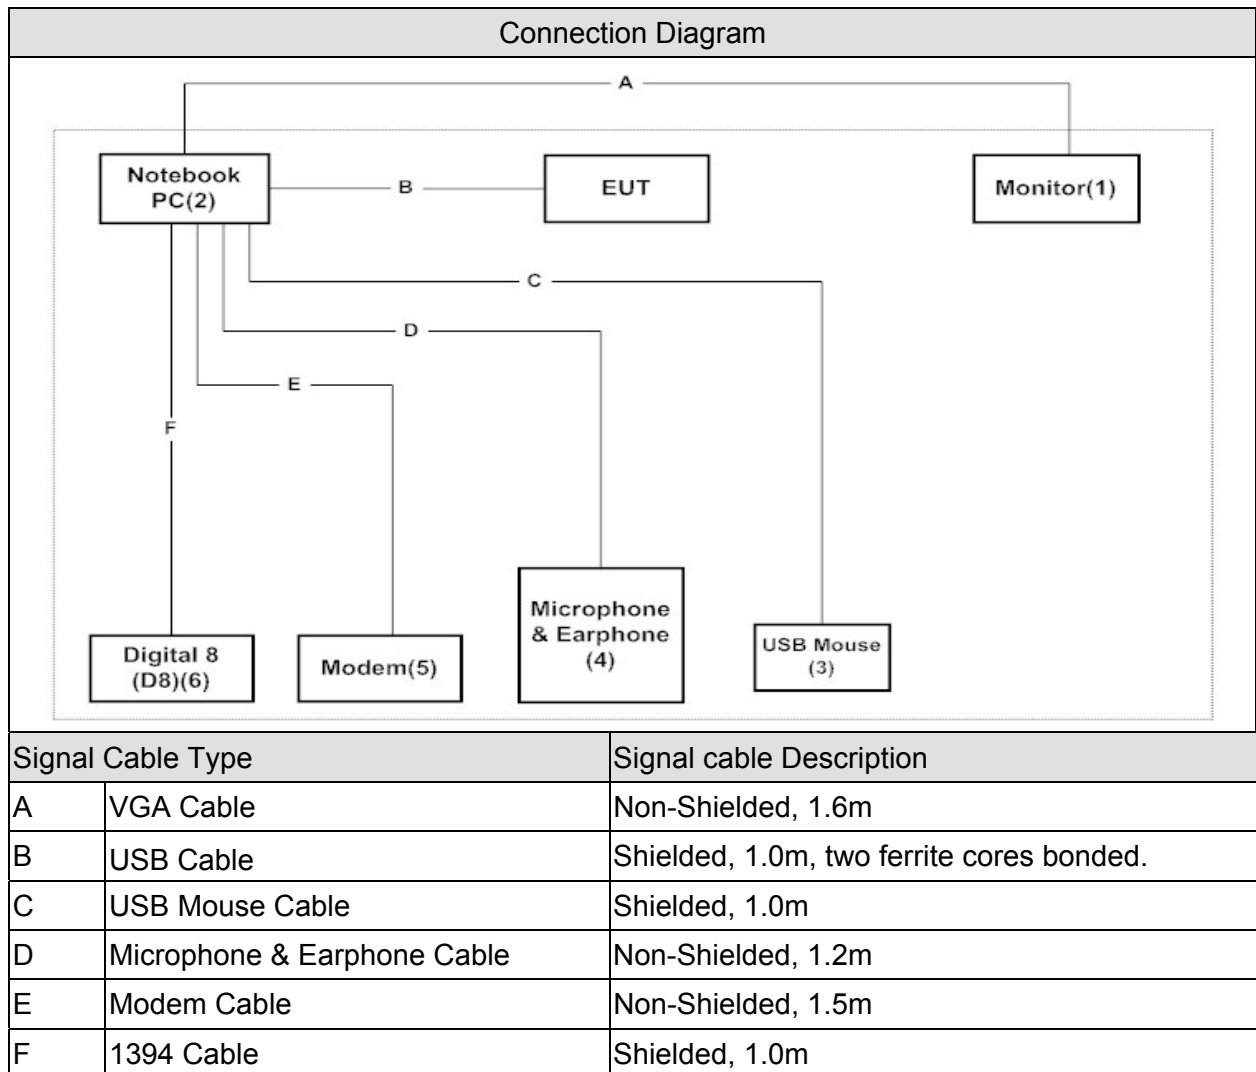 Connection Diagram
A
Notebook
PC(2)
B
EUT
Monitor(1)
C
D
E
F
Microphone
& Earphone
(4)
Digital 8
(D8)(6)
Modem(5)
USB Mouse
(3)
Signal Cable Type Signal cable Description
A VGA Cable Non-Shielded, 1.6m
B USB Cable Shielded, 1.0m, two ferrite cores bonded.
C USB Mouse Cable Shielded, 1.0m
D Microphone & Earphone Cable Non-Shielded, 1.2m
E Modem Cable Non-Shielded, 1.5m
F 1394 Cable Shielded, 1.0m